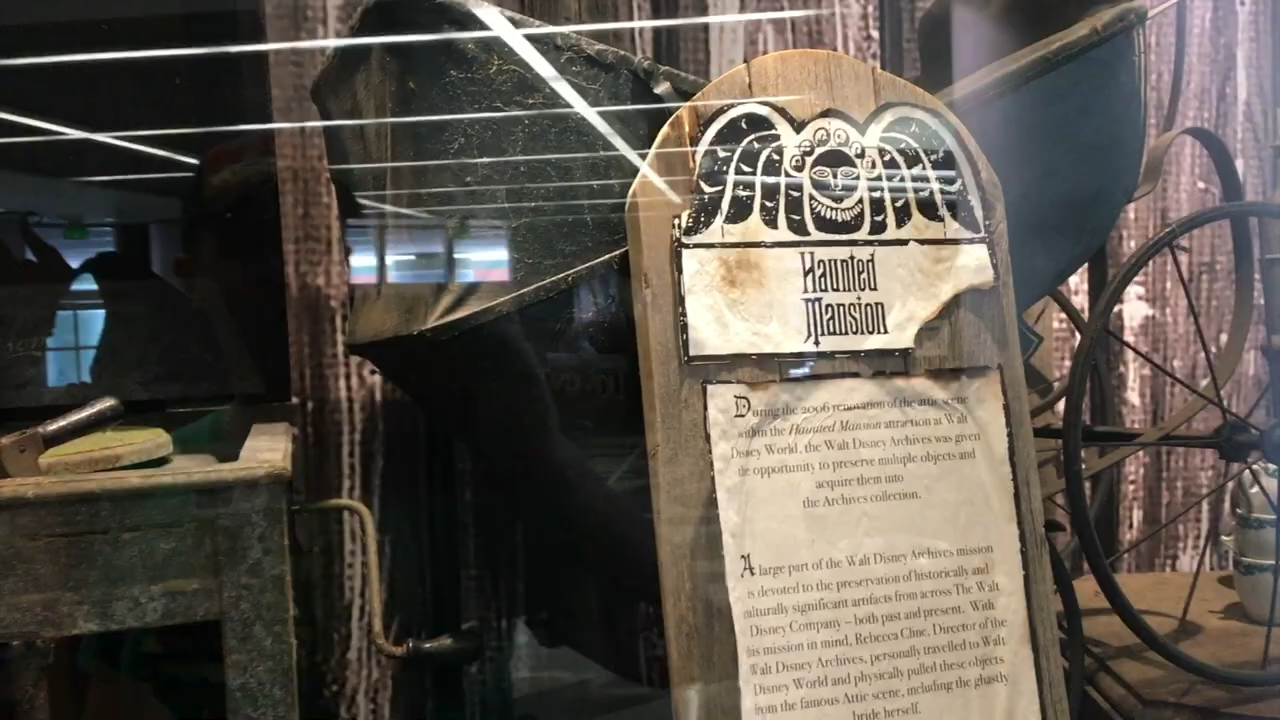 Haunted
Mansion
During the 2006 renovation of the attic scene
within the Haunted Mansion attraction at Walt
Disney World, the Walt Disney Archives was given
the opportunity to preserve multiple objects and
acquire them into
the Archives collection.
A large part of the Walt Disney Archives mission
is devoted to the preservation of historically and
culturally significant artifacts from across The Walt
Disney Company – both past and present. With
this mission in mind, Rebecca Cline, Director of the
Walt Disney Archives, personally travelled to Walt
Disney World and physically pulled these objects
from the famous Attic scene, including the ghastly
bride herself.